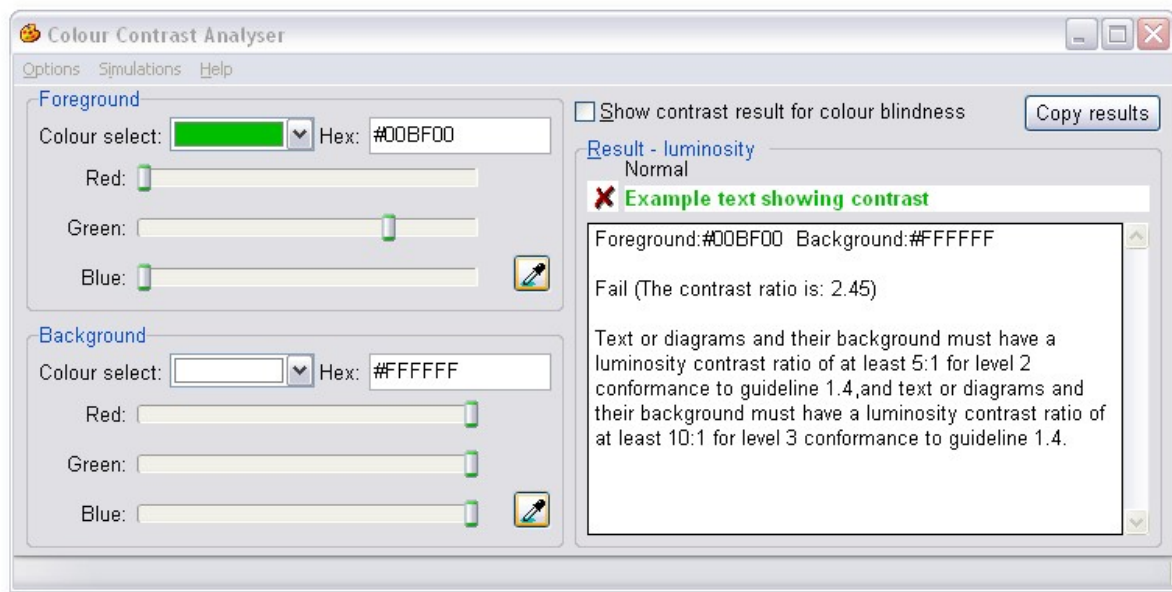 Colour Contrast Analyser
Options Simulations Help
Foreground
Colour select: Hex: #00BF00
Red:
Green:
Blue:
Background
Colour select: Hex: #FFFFFF
Red:
Green:
Blue:
Show contrast result for colour blindness Copy results
Result - luminosity
Normal
Example text showing contrast
Foreground:#00BF00 Background:#FFFFFF
Fail (The contrast ratio is: 2.45)
Text or diagrams and their background must have a
luminosity contrast ratio of at least 5:1 for level 2
conformance to guideline 1.4,and text or diagrams and
their background must have a luminosity contrast ratio of
at least 10:1 for level 3 conformance to guideline 1.4.